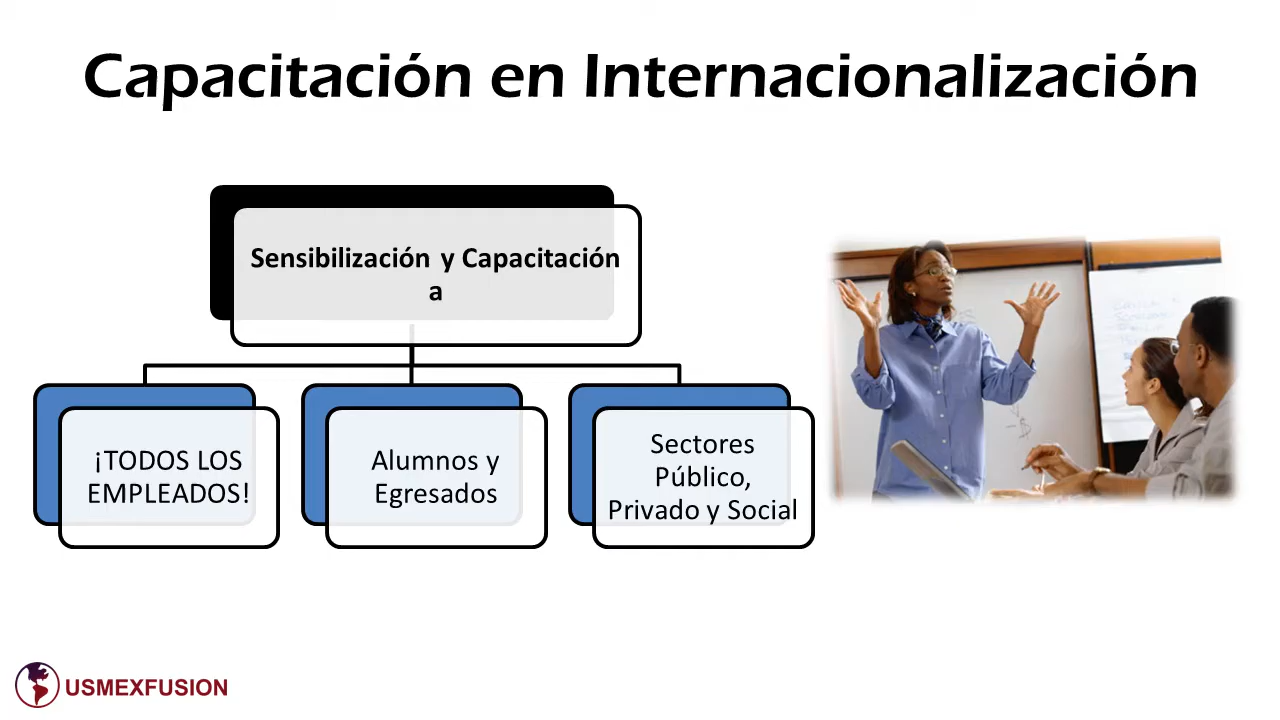 Capacitación en Internacionalización
Sensibilización y Capacitación
a
¡TODOS LOS
EMPLEADOS!
Alumnos y
Egresados
Sectores
Público,
Privado y Social
USMEXFUSION